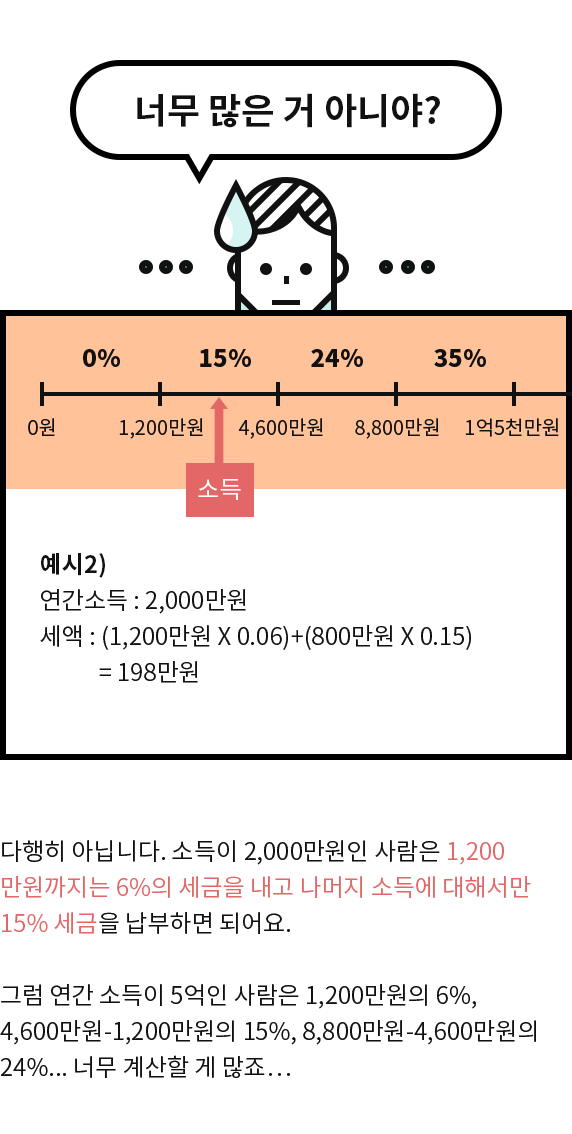 너무 많은 거 아니야?
0% 15% 24% 35%
0원 1,200만원 4,600만원 8,800만원 1억5천만원
소득
예시2)
연간소득 : 2,000만원
세액 : (1,200만원 X 0.06)+(800만원 X 0.15)
= 198만원
다행히 아닙니다. 소득이 2,000만원인 사람은 1,200
만원까지는 6%의 세금을 내고 나머지 소득에 대해서만
15% 세금을 납부하면 되어요.
그럼 연간 소득이 5억인 사람은 1,200만원의 6%,
4,600만원-1,200만원의 15%, 8,800만원-4,600만원의
24%... 너무 계산할 게 많죠...